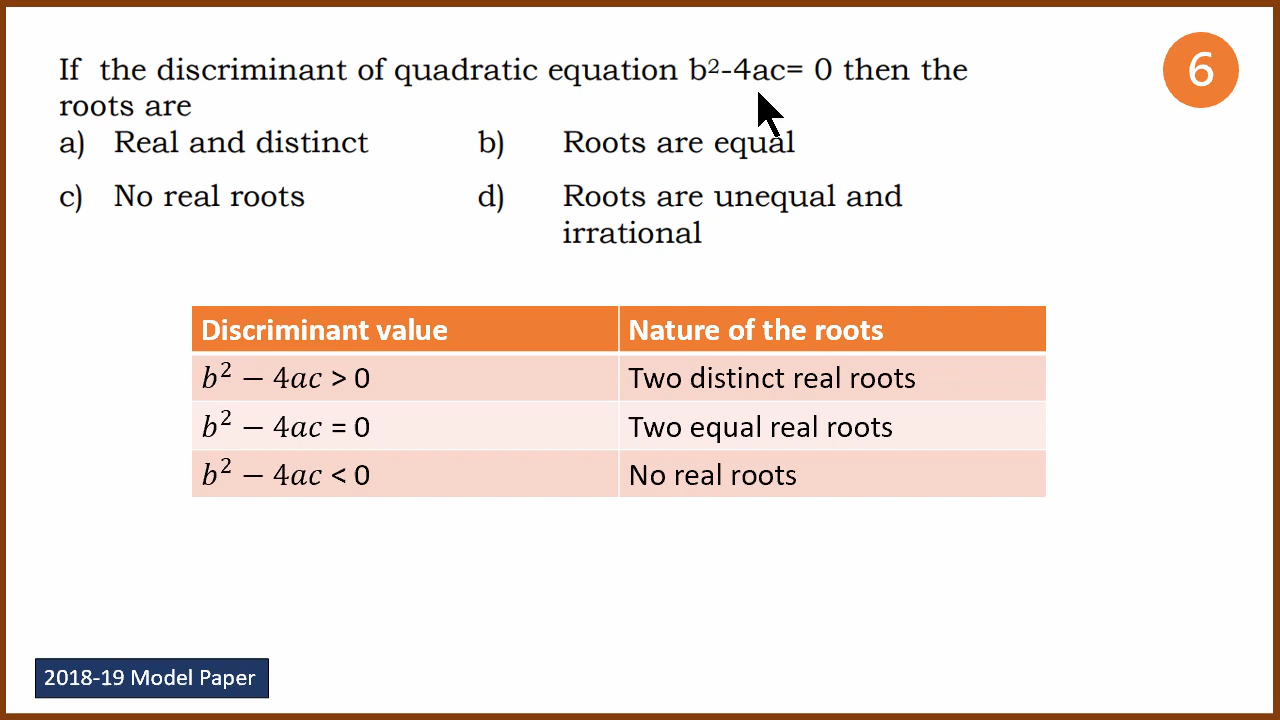 6
If the discriminant of quadratic equation b²-4ac= 0 then the
roots are
a) Real and distinct b) Roots are equal
c) No real roots d) Roots are unequal and
irrational
Discriminant value Nature of the roots
b² − 4ac > 0 Two distinct real roots
b² − 4ac = 0 Two equal real roots
b² − 4ac < 0 No real roots
2018-19 Model Paper